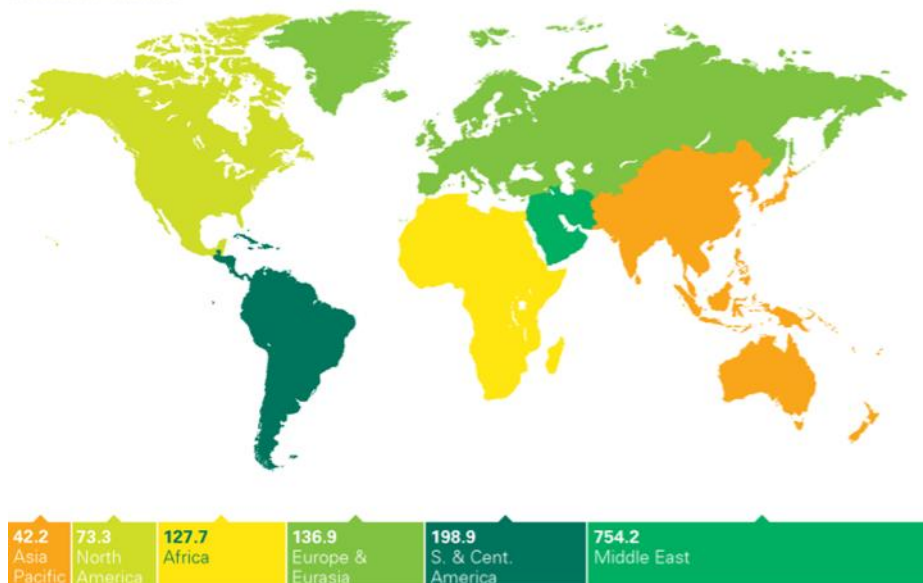 42.2
Asia
Pacific
73.3
North
America
127.7
Africa
136.9
Europe &
Eurasia
198.9
S. & Cent.
America
754.2
Middle East